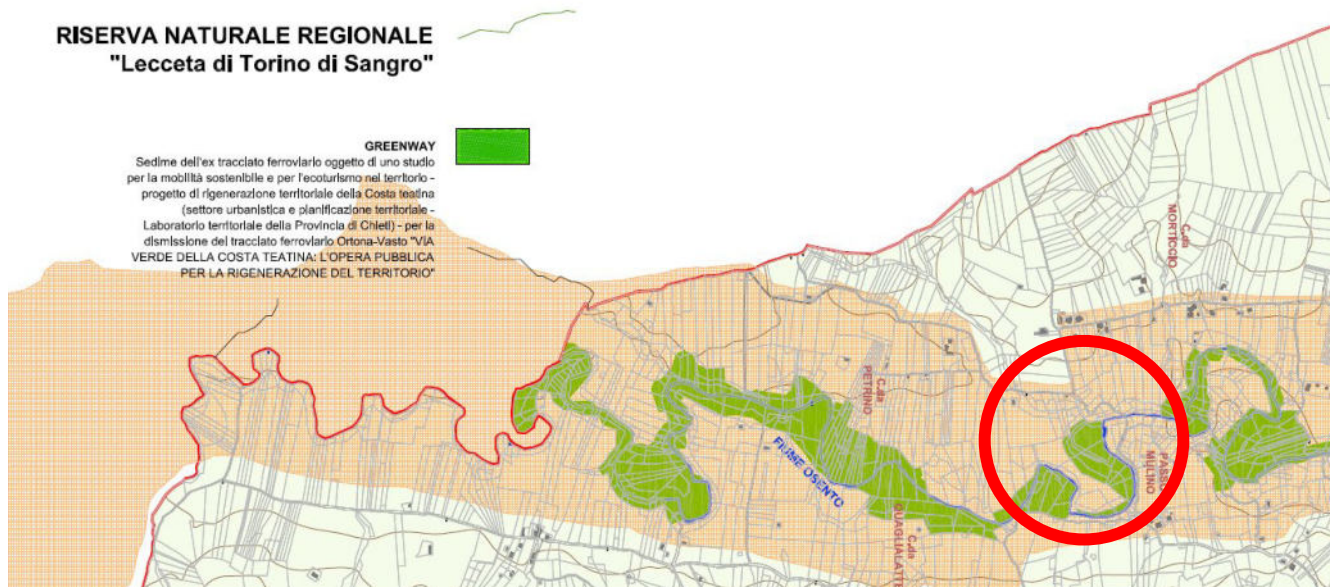 RISERVA NATURALE REGIONALE
"Lecceta di Torino di Sangro"
GREENWAY
Sedime dell'ex tracciato ferroviario oggetto di uno studio
per la mobilità sostenibile e per l'ecoturismo nel territorio -
progetto di rigenerazione territoriale della Costa teatina
(settore urbanistica e pianificazione territoriale -
Laboratorio territoriale della Provincia di Chieti) - per la
dismissione del tracciato ferroviario Ortona-Vasto "VIA
VERDE DELLA COSTA TEATINA: L'OPERA PUBBLICA
PER LA RIGENERAZIONE DEL TERRITORIO"
C.da
MORTICCIO
C.da
PETRINO
FIUME OSENTO
PASSO
MULINO
C.da
QUAGLIALATTE